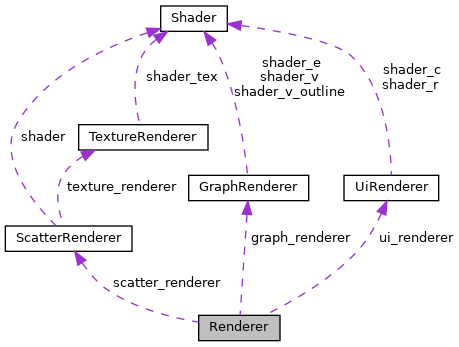 Shader
shader_e
shader_v
shader_v_outline
shader_c
shader_r
shader_tex
shader
TextureRenderer
texture_renderer
GraphRenderer
UiRenderer
ScatterRenderer
graph_renderer
ui_renderer
scatter_renderer
Renderer